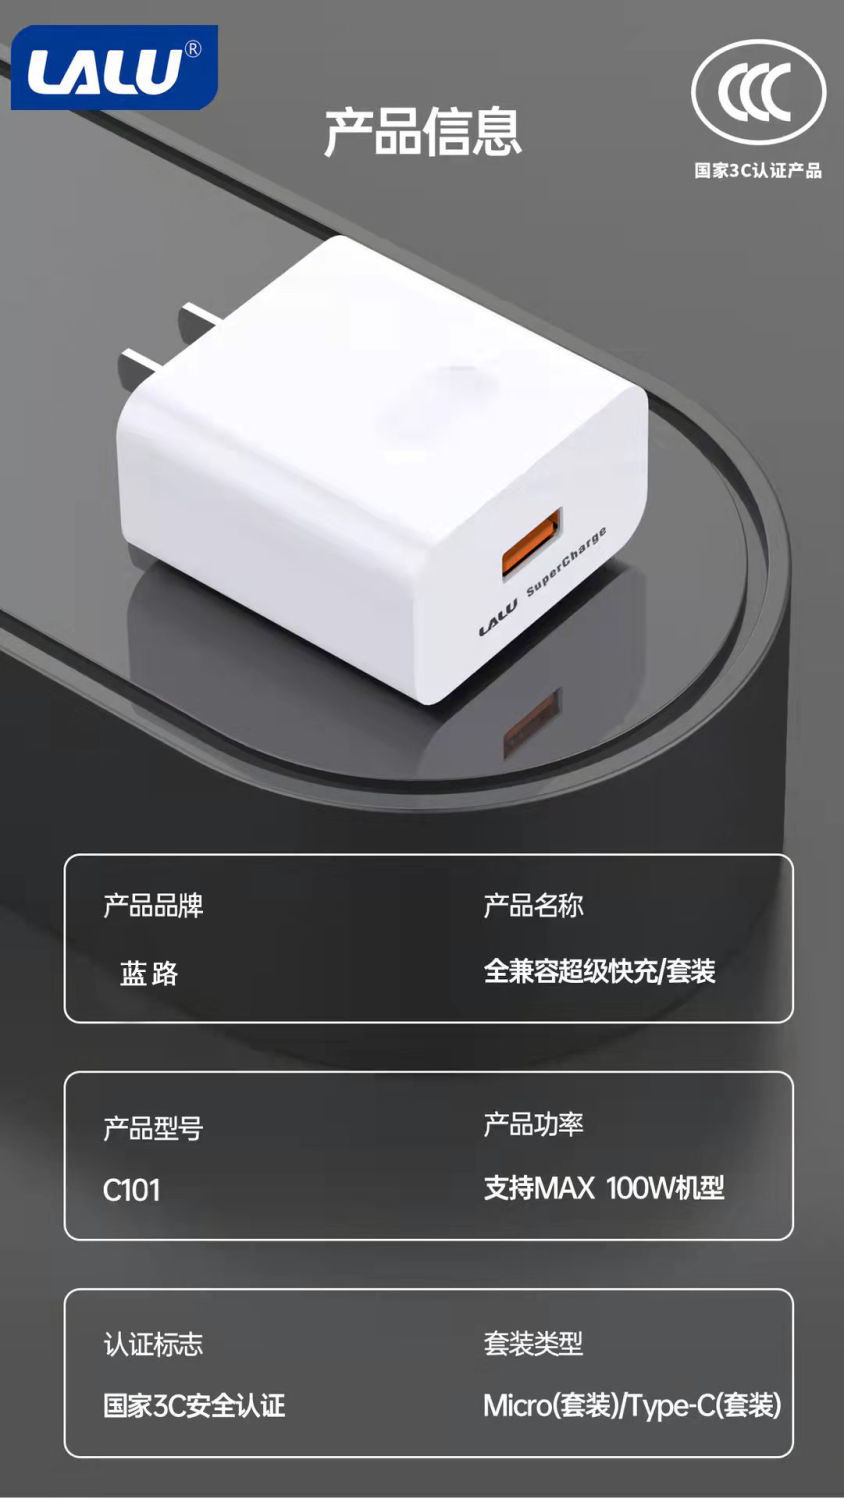 LALU®
CCC
产品信息
国家3C认证产品
LALU SuperCharge
产品品牌
产品名称
蓝路
全兼容超级快充/套装
产品型号
产品功率
C101
支持MAX 100W机型
认证标志
套装类型
国家3C安全认证
Micro(套装)/Type-C(套装)